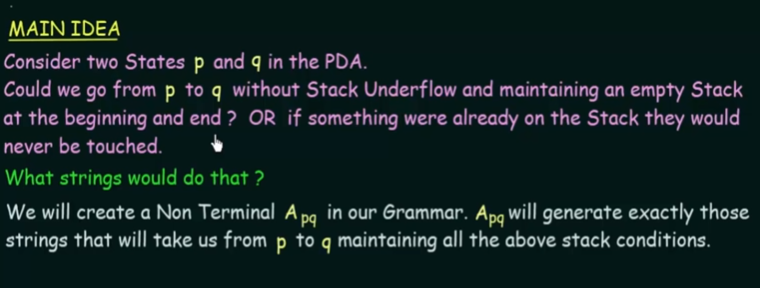 MAIN IDEA
Consider two States p and q in the PDA.
Could we go from p to q without Stack Underflow and maintaining an empty Stack
at the beginning and end ? OR if something were already on the Stack they would
never be touched.
What strings would do that ?
We will create a Non Terminal A pq in our Grammar. Apq will generate exactly those
strings that will take us from p to q maintaining all the above stack conditions.